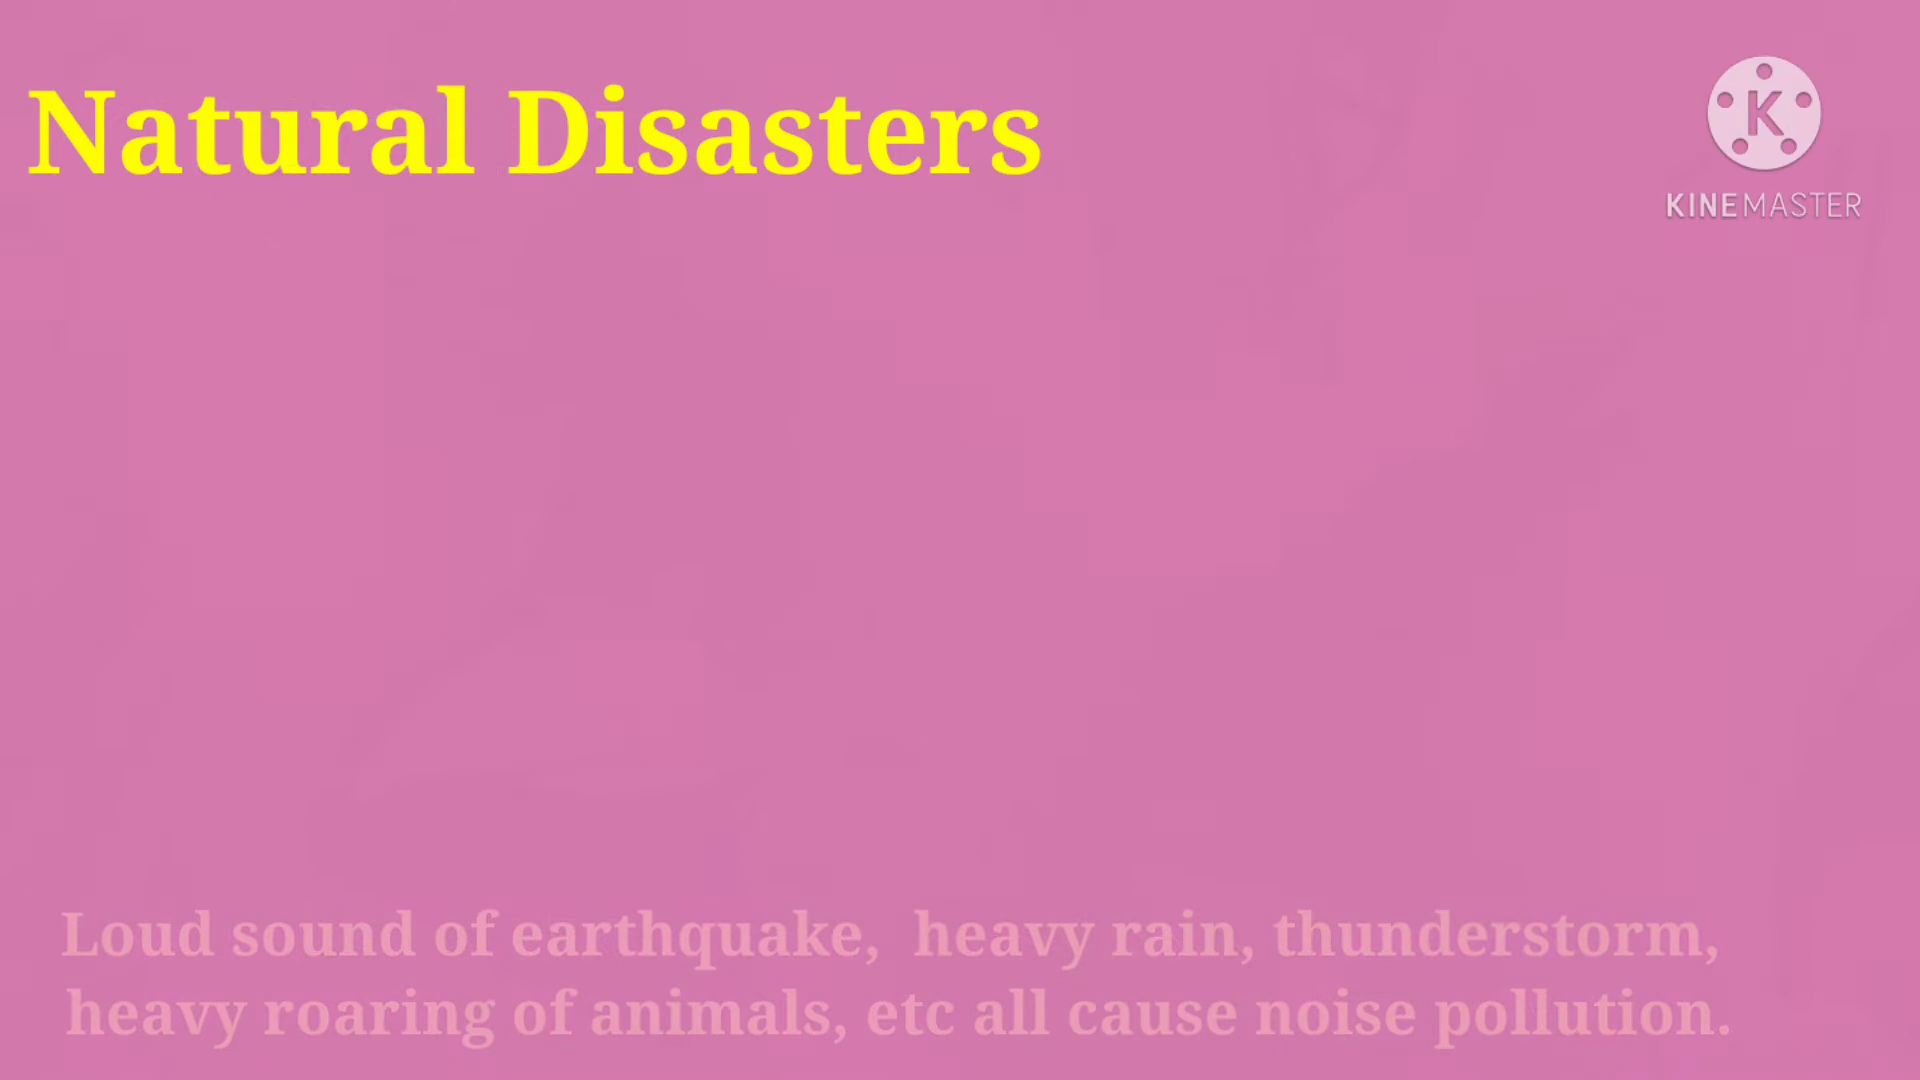 Natural Disasters
K
KINEMASTER
Loud sound of earthquake,  heavy rain, thunderstorm,
heavy roaring of animals, etc all cause noise pollution.